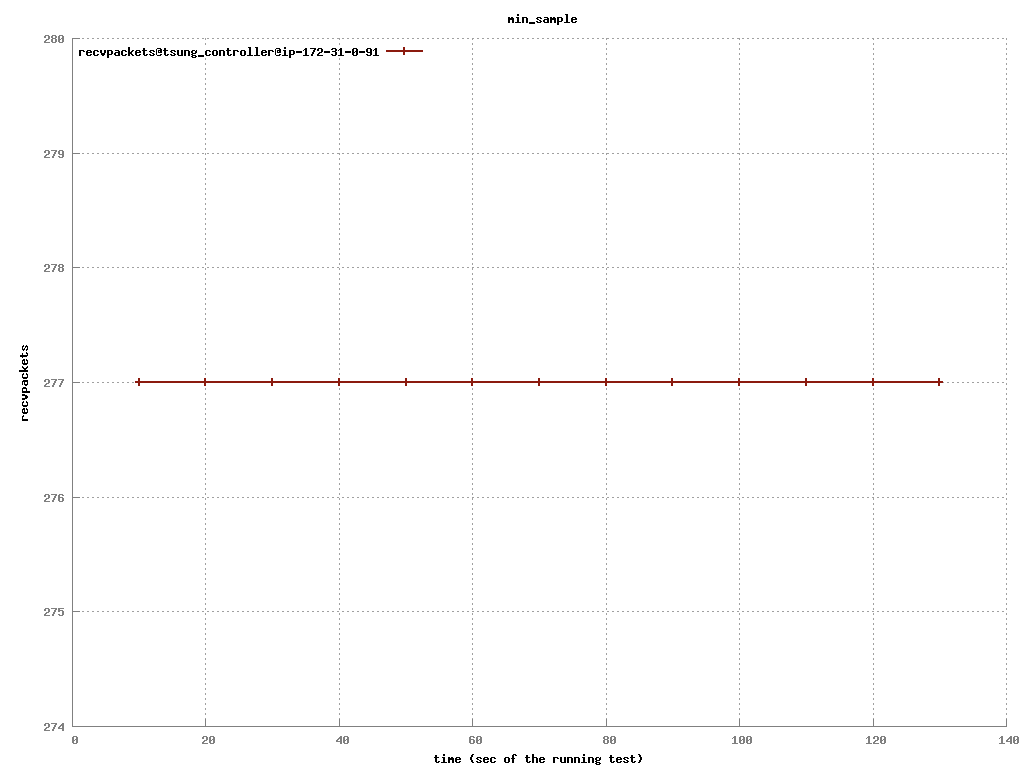 min_sample
280
recvpackets@tsung_controller@ip-172-31-0-91
279
278
277
276
275
274
recvpackets
0 20 40 60 80 100 120 140
time (sec of the running test)